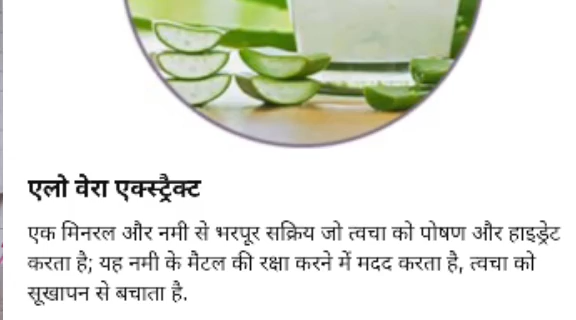 एलो वेरा एक्स्ट्रैक्ट
एक मिनरल और नमी से भरपूर सक्रिय जो त्वचा को पोषण और हाइड्रेट
करता है; यह नमी के मैटल की रक्षा करने में मदद करता है, त्वचा को
सूखापन से बचाता है.